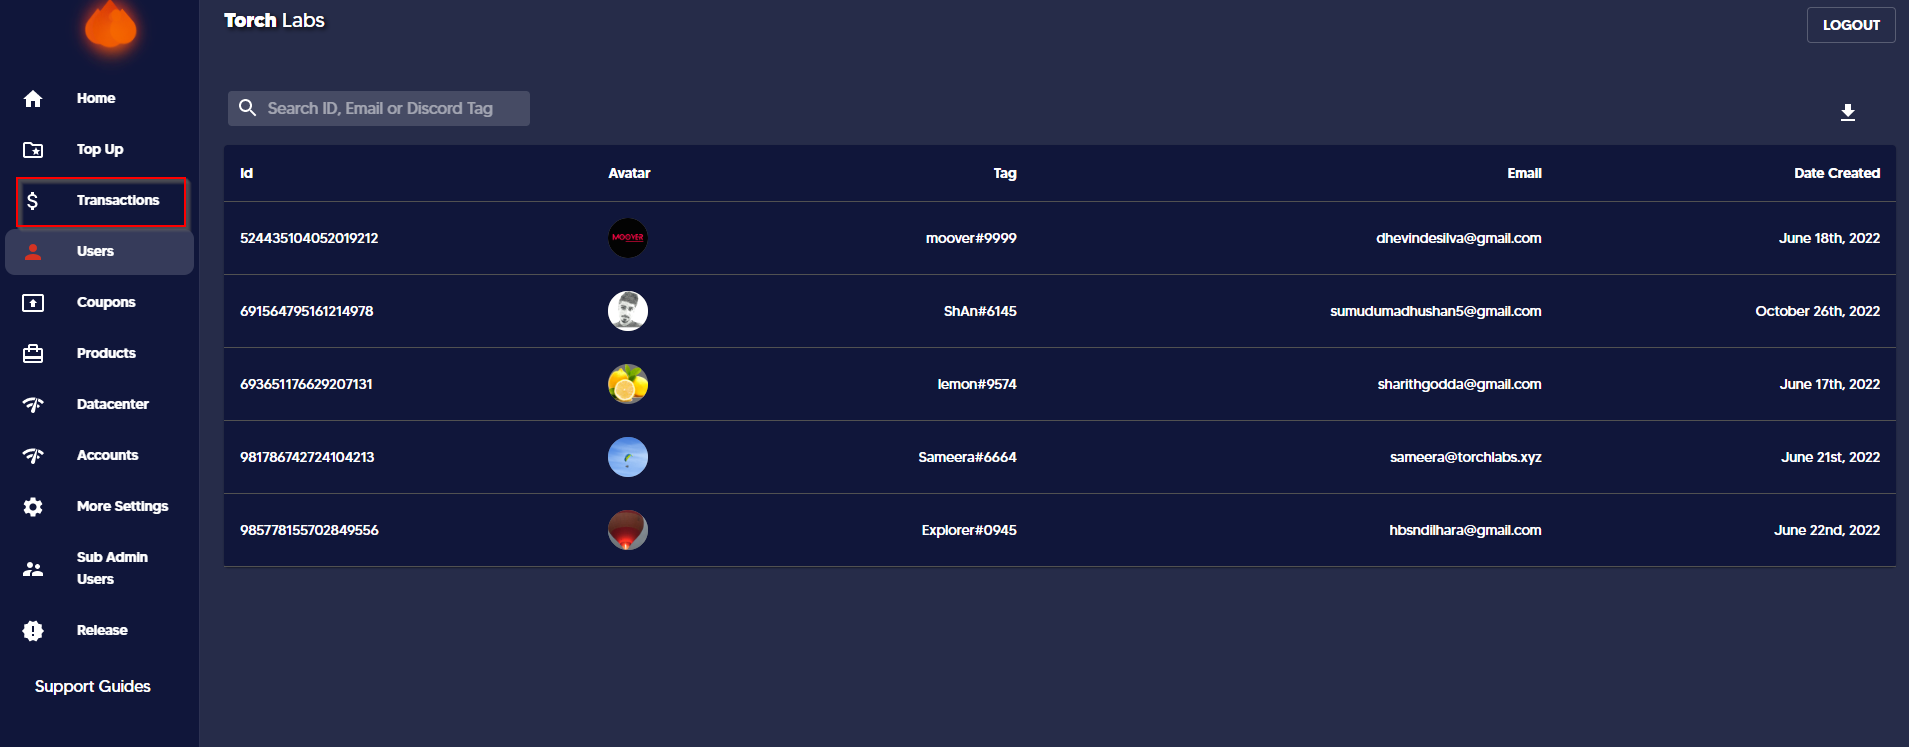 Torch Labs
LOGOUT
Home
Top Up
Transactions
Users
Coupons
Products
Datacenter
Accounts
More Settings
Sub Admin
Users
Release
Support Guides
Search ID, Email or Discord Tag
Id Avatar Tag Email Date Created
524435104052019212 MOOVER moover#9999 dhevindesilva@gmail.com June 18th, 2022
691564795161214978 ShAn#6145 sumudumadhushan5@gmail.com October 26th, 2022
693651176629207131 lemon#9574 sharithgodda@gmail.com June 17th, 2022
981786742724104213 Sameera#6664 sameera@torchlabs.xyz June 21st, 2022
985778155702849556 Explorer#0945 hbsndilhara@gmail.com June 22nd, 2022